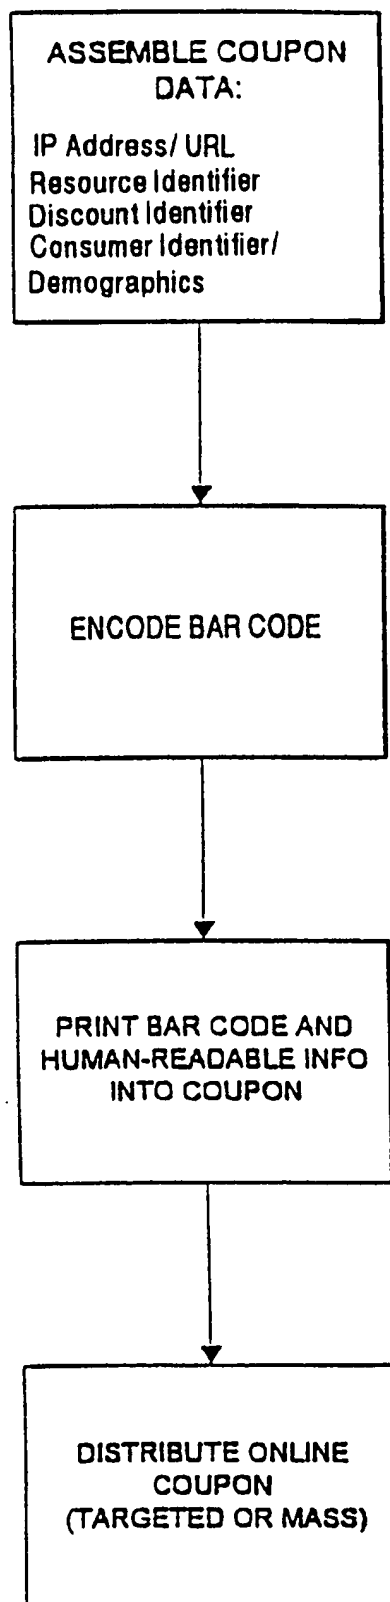 ASSEMBLE COUPON
DATA:
IP Address/ URL
Resource Identifier
Discount Identifier
Consumer Identifier/
Demographics
ENCODE BAR CODE
PRINT BAR CODE AND
HUMAN-READABLE INFO
INTO COUPON
DISTRIBUTE ONLINE
COUPON
(TARGETED OR MASS)